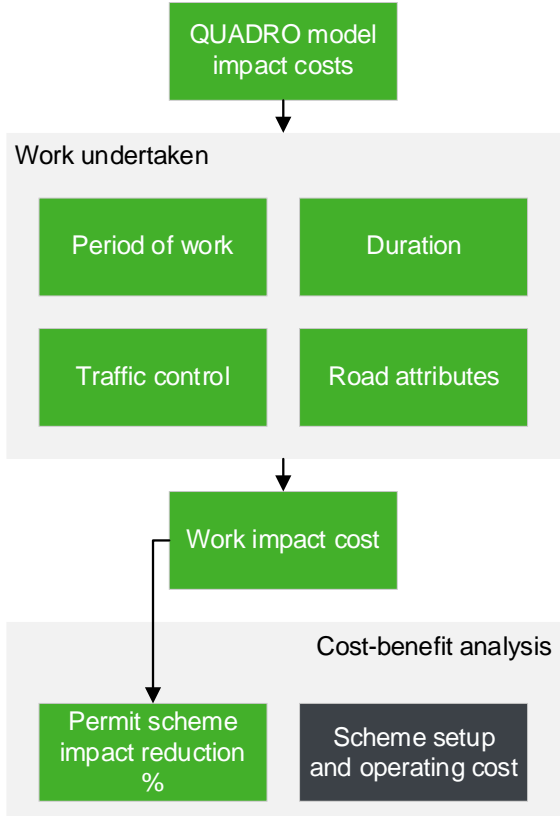 QUADRO model
impact costs
Work undertaken
Period of work
Duration
Traffic control
Road attributes
Work impact cost
Cost-benefit analysis
Permit scheme
impact reduction
%
Scheme setup
and operating cost